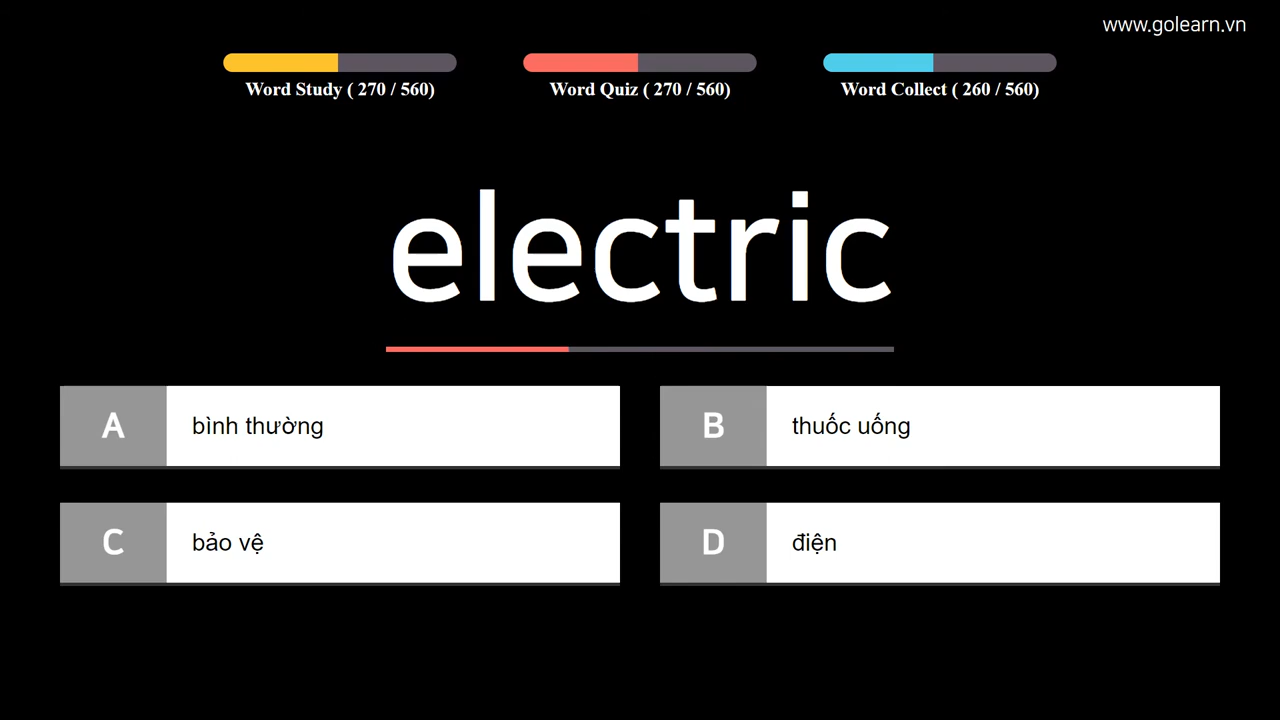 www.golearn.vn
Word Study ( 270 / 560)
Word Quiz ( 270 / 560)
Word Collect ( 260 / 560)
electric
A bình thường
B thuốc uống
C bảo vệ
D điện